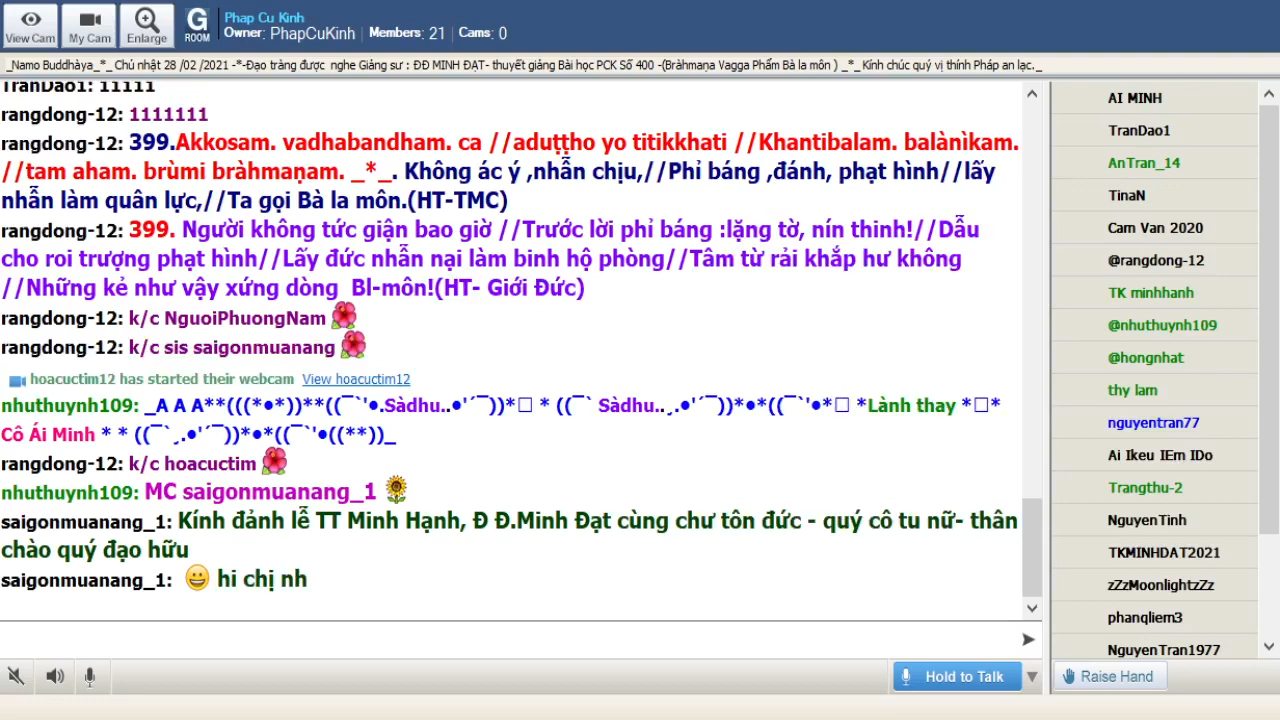 View Cam
My Cam
Enlarge
G
ROOM
Phap Cu Kinh
Owner: PhapCuKinh | Members: 21 | Cams: 0
_Namo Buddhàya_*_ Chủ nhật 28 /02 /2021 -*-Đạo tràng được nghe Giảng sư : ĐĐ MINH ĐẠT- thuyết giảng Bài học PCK Số 400 -(Bràhmaṇa Vagga Phẩm Bà la môn ) _*_Kính chúc quý vị thính Pháp an lạc._
TranDao1: 11111
rangdong-12: 1111111
rangdong-12: 399.Akkosam. vadhabandham. ca //aduṭṭho yo titikkhati //Khantibalam. balànìkam.
//tam aham. brùmi bràhmaṇam. _*_. Không ác ý ,nhẫn chịu,//Phỉ báng ,đánh, phạt hình//lấy
nhẫn làm quân lực,//Ta gọi Bà la môn.(HT-TMC)
rangdong-12: 399. Người không tức giận bao giờ //Trước lời phỉ báng :lặng tờ, nín thinh!//Dẫu
cho roi trượng phạt hình//Lấy đức nhẫn nại làm binh hộ phòng//Tâm từ rải khắp hư không
//Những kẻ như vậy xứng dòng Bl-môn!(HT- Giới Đức)
rangdong-12: k/c NguoiPhuongNam
rangdong-12: k/c sis saigonmuanang
hoacuctim12 has started their webcam View hoacuctim12
nhuthuynh109: _A A A**(((*•*))**((¯`'•.Sàdhu..•'´¯))*□ * ((¯` Sàdhu..¸.•'´¯))*•*((¯`'•*□ *Lành thay *□*
Cô Ái Minh * * ((¯`¸.•'´¯))*•*((¯`'•((**))_
rangdong-12: k/c hoacuctim
nhuthuynh109: MC saigonmuanang_1
saigonmuanang_1: Kính đảnh lễ TT Minh Hạnh, Đ Đ.Minh Đạt cùng chư tôn đức - quý cô tu nữ- thân
chào quý đạo hữu
saigonmuanang_1: hi chị nh
Hold to Talk
AI MINH
TranDao1
AnTran_14
TinaN
Cam Van 2020
@rangdong-12
TK minhhanh
@nhuthuynh109
@hongnhat
thy lam
nguyentran77
Ai Ikeu IEm IDo
Trangthu-2
NguyenTinh
TKMINHDAT2021
zZzMoonlightzZz
phanqliem3
NguyenTran1977
Raise Hand